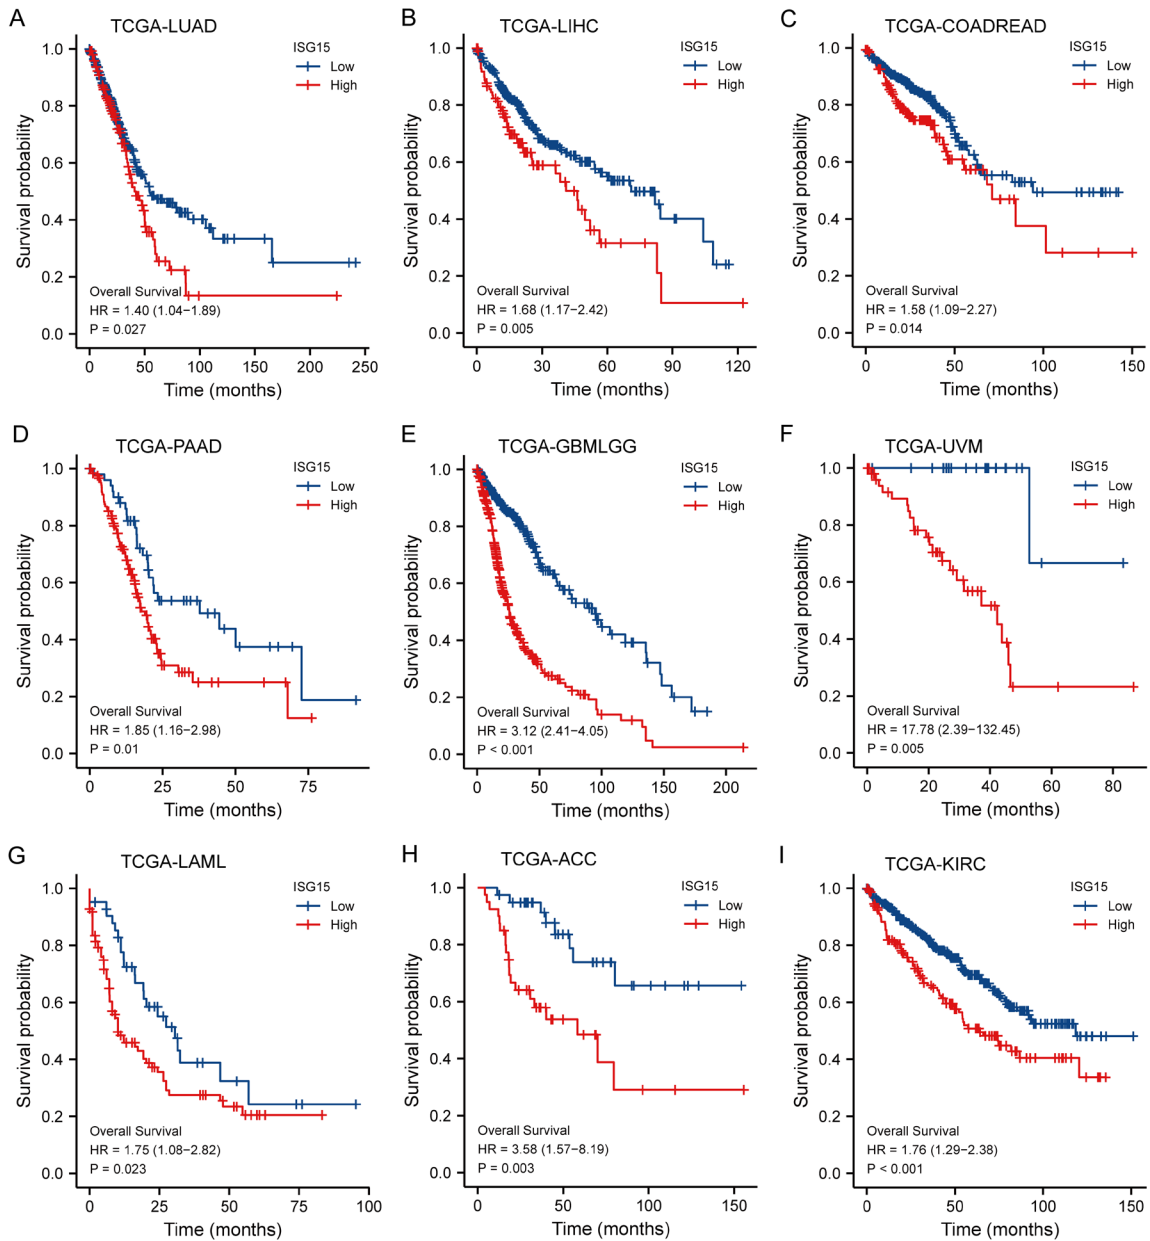 A
TCGA-LUAD
ISG15
Low
High
Survival probability
1.0
0.8
0.6
0.4
0.2
0.0
Overall Survival
HR = 1.40 (1.04−1.89)
P = 0.027
0 50 100 150 200 250
Time (months)
B
TCGA-LIHC
ISG15
Low
High
Survival probability
1.0
0.8
0.6
0.4
0.2
0.0
Overall Survival
HR = 1.68 (1.17−2.42)
P = 0.005
0 30 60 90 120
Time (months)
C
TCGA-COADREAD
ISG15
Low
High
Survival probability
1.0
0.8
0.6
0.4
0.2
0.0
Overall Survival
HR = 1.58 (1.09−2.27)
P = 0.014
0 50 100 150
Time (months)
D
TCGA-PAAD
ISG15
Low
High
Survival probability
1.0
0.8
0.6
0.4
0.2
0.0
Overall Survival
HR = 1.85 (1.16−2.98)
P = 0.01
0 25 50 75
Time (months)
E
TCGA-GBMLGG
ISG15
Low
High
Survival probability
1.0
0.8
0.6
0.4
0.2
0.0
Overall Survival
HR = 3.12 (2.41−4.05)
P < 0.001
0 50 100 150 200
Time (months)
F
TCGA-UVM
ISG15
Low
High
Survival probability
1.0
0.8
0.6
0.4
0.2
0.0
Overall Survival
HR = 17.78 (2.39−132.45)
P = 0.005
0 20 40 60 80
Time (months)
G
TCGA-LAML
ISG15
Low
High
Survival probability
1.0
0.8
0.6
0.4
0.2
0.0
Overall Survival
HR = 1.75 (1.08−2.82)
P = 0.023
0 25 50 75 100
Time (months)
H
TCGA-ACC
ISG15
Low
High
Survival probability
1.0
0.8
0.6
0.4
0.2
0.0
Overall Survival
HR = 3.58 (1.57−8.19)
P = 0.003
0 50 100 150
Time (months)
I
TCGA-KIRC
ISG15
Low
High
Survival probability
1.0
0.8
0.6
0.4
0.2
0.0
Overall Survival
HR = 1.76 (1.29−2.38)
P < 0.001
0 50 100 150
Time (months)